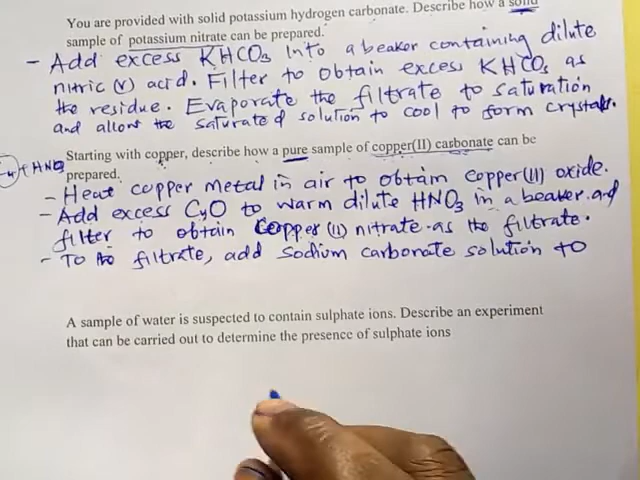 You are provided with solid potassium hydrogen carbonate. Describe how a solid
sample of potassium nitrate can be prepared.
- Add excess KHCO3 into a beaker containing dilute
nitric (V) acid. Filter to obtain excess KHCO3 as
the residue. Evaporate the filtrate to saturation
and allow the saturated solution to cool to form crystals.
Starting with copper, describe how a pure sample of copper(II) carbonate can be
+ HNO3
prepared.
- Heat copper metal in air to obtain copper(II) oxide.
- Add excess CuO to warm dilute HNO3 in a beaker and
filter to obtain Copper (II) nitrate as the filtrate.
- To the filtrate, add Sodium carbonate solution to
A sample of water is suspected to contain sulphate ions. Describe an experiment
that can be carried out to determine the presence of sulphate ions